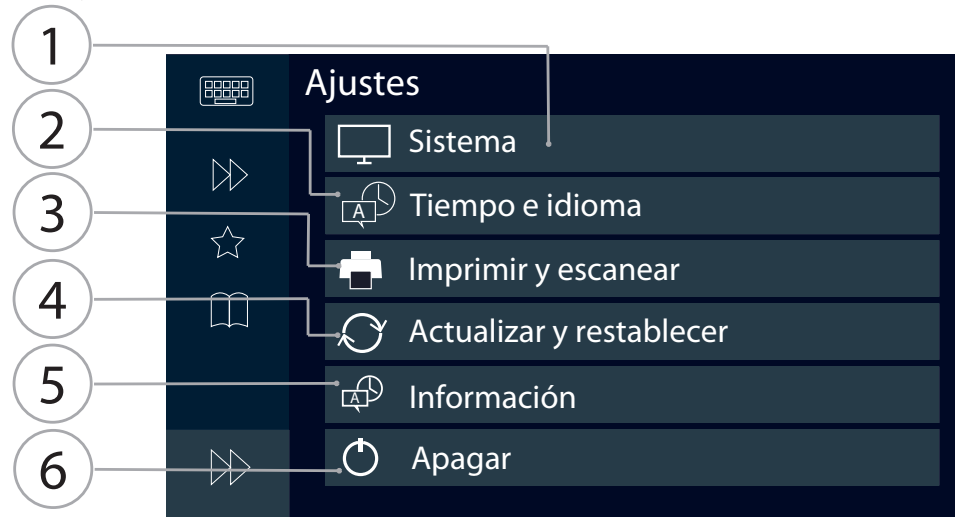 1
Ajustes
2
Sistema
3
A
Tiempo e idioma
Imprimir y escanear
4
Actualizar y restablecer
5
A
Información
6
Apagar